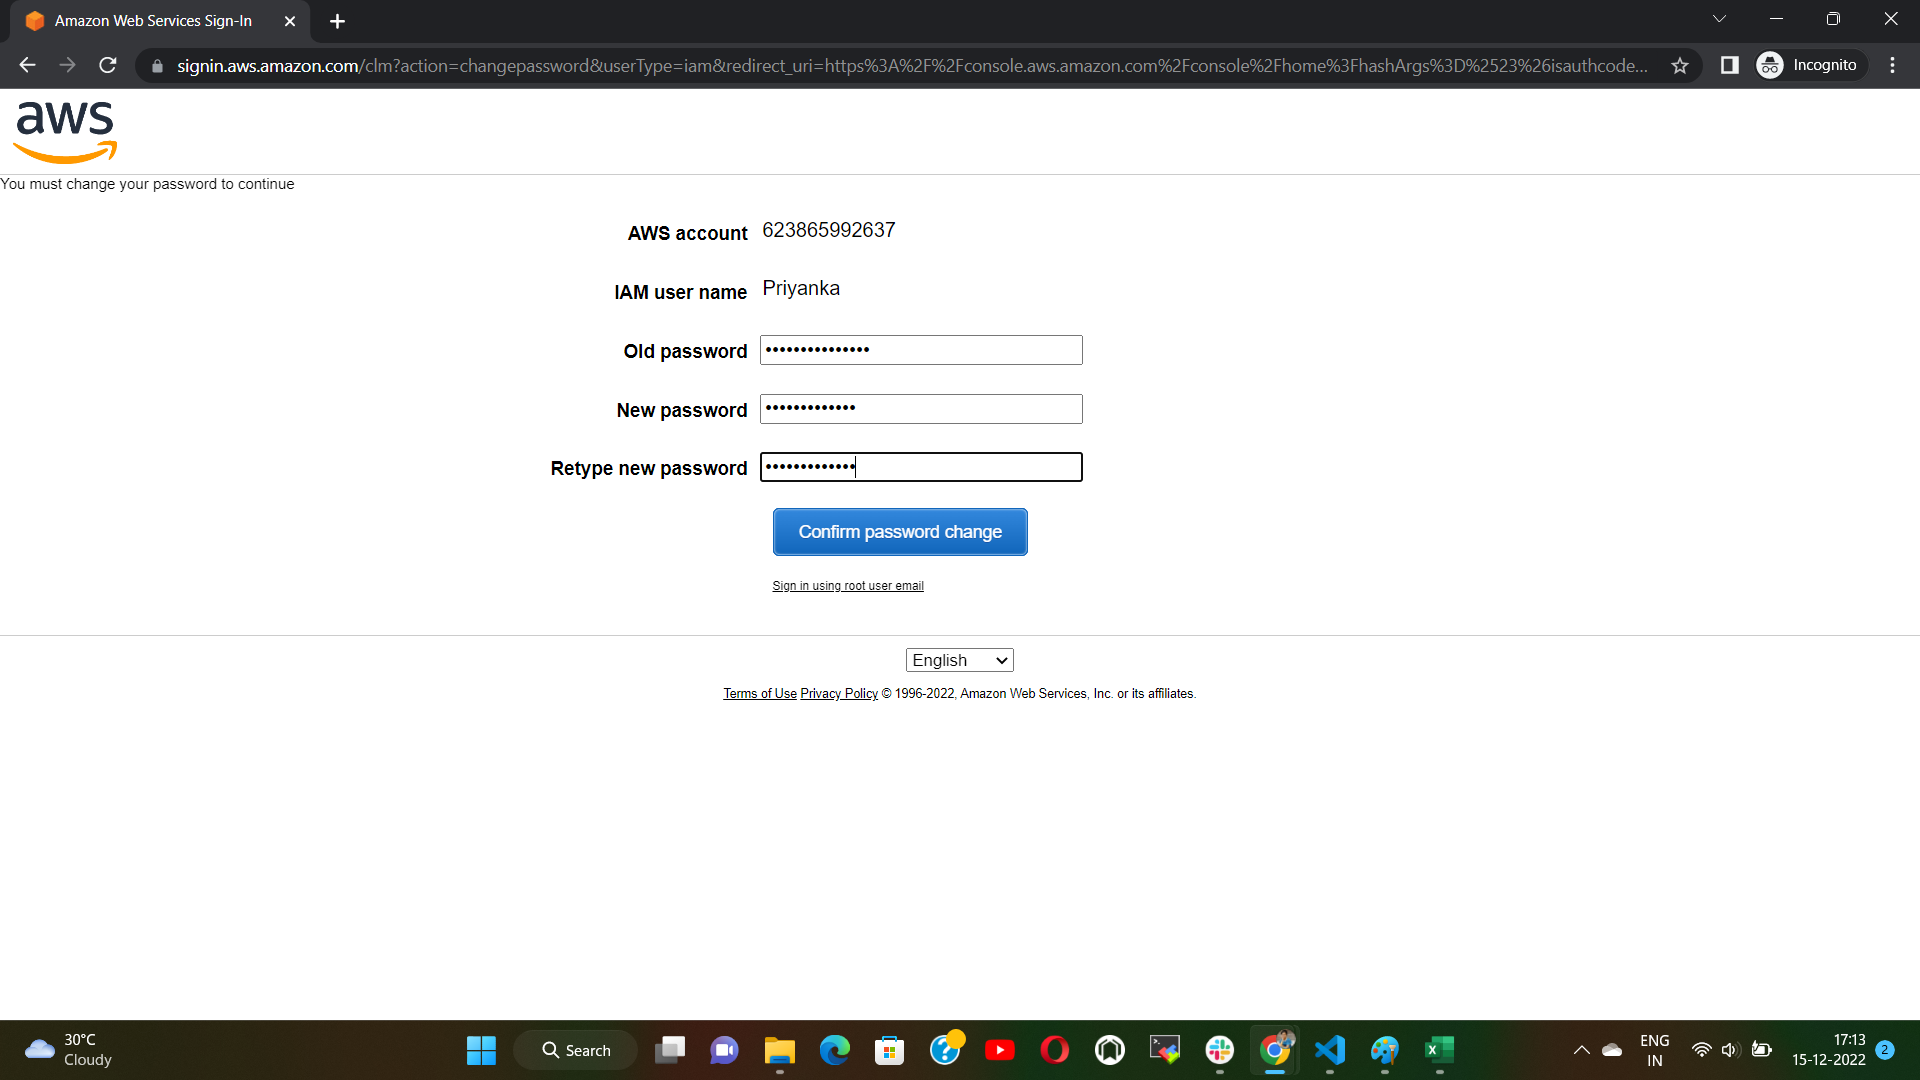 Amazon Web Services Sign-In
signin.aws.amazon.com/clm?action=changepassword&userType=iam&redirect_uri=https%3A%2F%2Fconsole.aws.amazon.com%2Fconsole%2Fhome%3FhashArgs%3D%2523%26isauthcode...
Incognito
aws
You must change your password to continue
AWS account 623865992637
IAM user name Priyanka
Old password •••••••••••••••
New password •••••••••••••
Retype new password •••••••••••••
Confirm password change
Sign in using root user email
English
Terms of Use Privacy Policy © 1996-2022, Amazon Web Services, Inc. or its affiliates.
30°C
Cloudy
Search
ENG
IN
17:13
15-12-2022
2